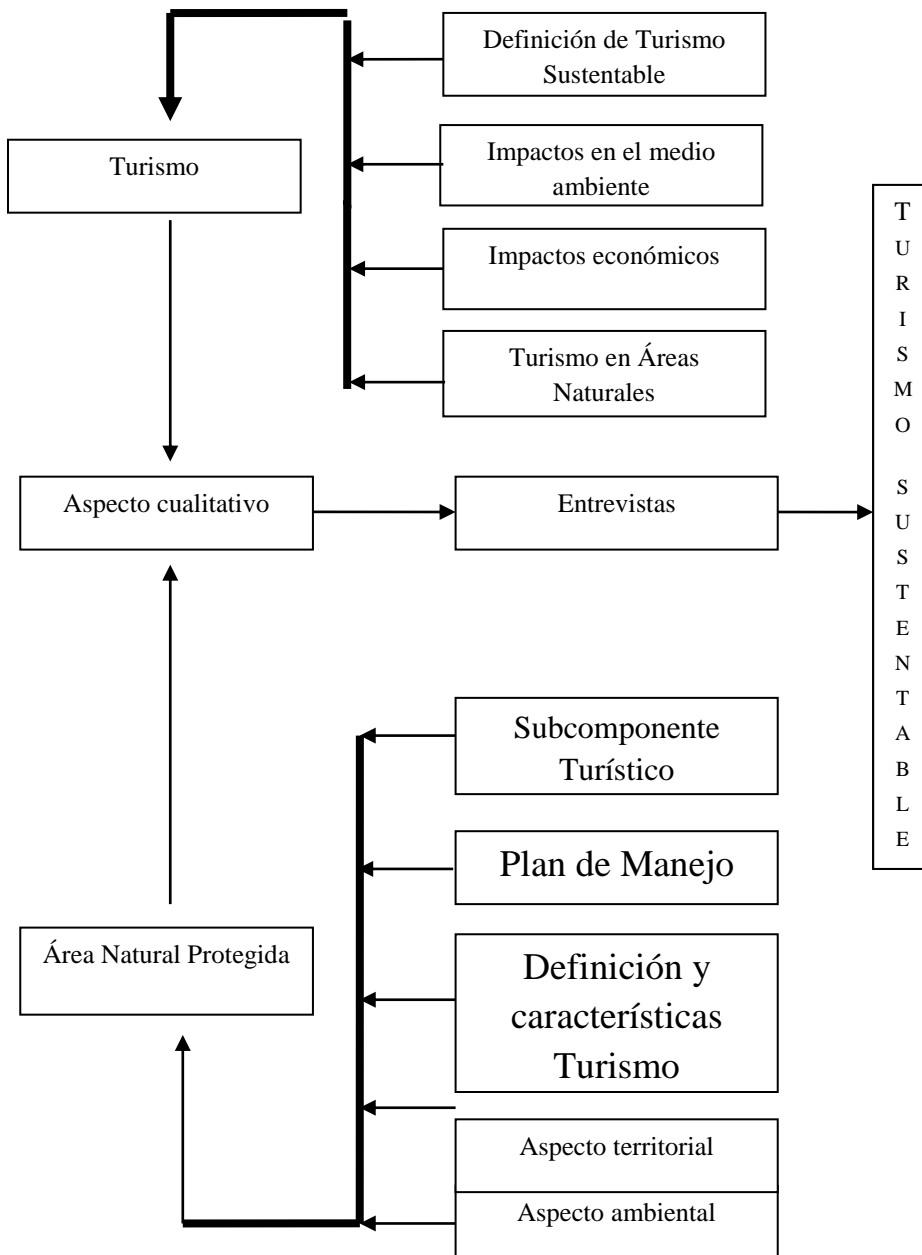 Definición de Turismo
Sustentable
Turismo
Impactos en el medio
ambiente
Impactos económicos
Turismo en Áreas
Naturales
Aspecto cualitativo
Entrevistas
T
U
R
I
S
M
O
S
U
S
T
E
N
T
A
B
L
E
Subcomponente
Turístico
Plan de Manejo
Área Natural Protegida
Definición y
características
Turismo
Aspecto territorial
Aspecto ambiental